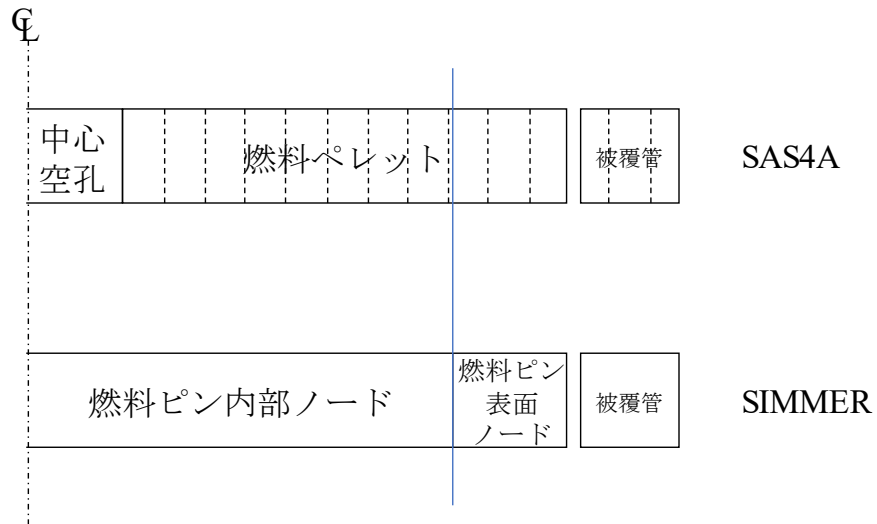 ℄
中心
空孔
燃料ペレット
被覆管
SAS4A
燃料ピン内部ノード
燃料ピン
表面
ノード
被覆管
SIMMER